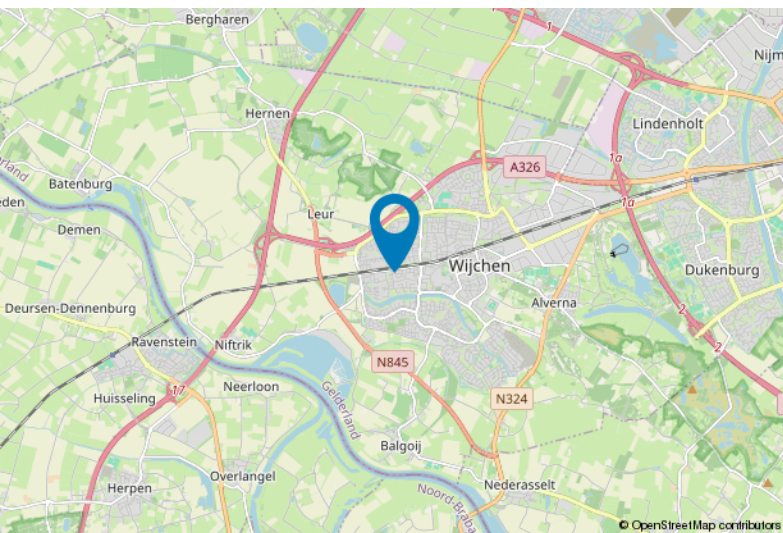 Bergharen
Nijm
Hernen
Lindenholt
1a
A326
erland
Batenburg
eden
Leur
1a
Demen
Wijchen
Dukenburg
Alverna
Deursen-Dennenburg
2
Ravenstein
Niftrik
2
N845
Neerloon
17
Gelderland
Huisseling
N324
Balgoij
Overlangel
Herpen
Nederasselt
Noord-Braba
© OpenStreetMap contributors